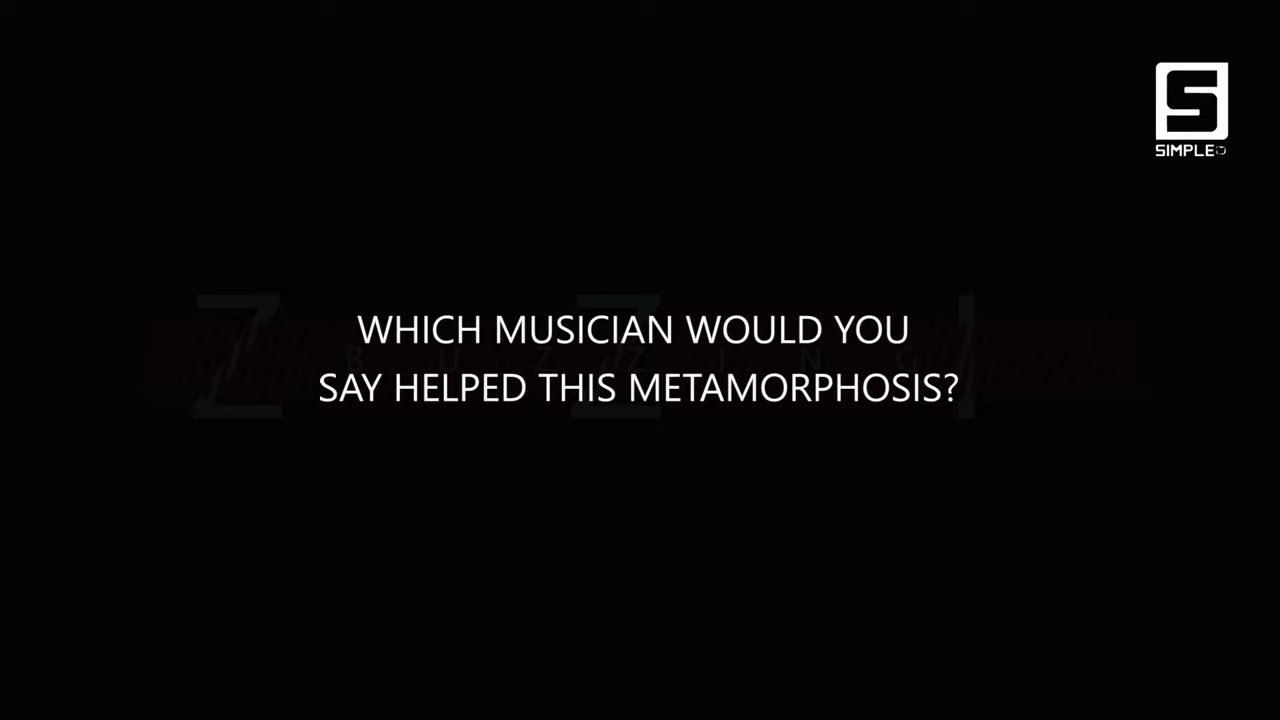 SIMPLE
WHICH MUSICIAN WOULD YOU
SAY HELPED THIS METAMORPHOSIS?